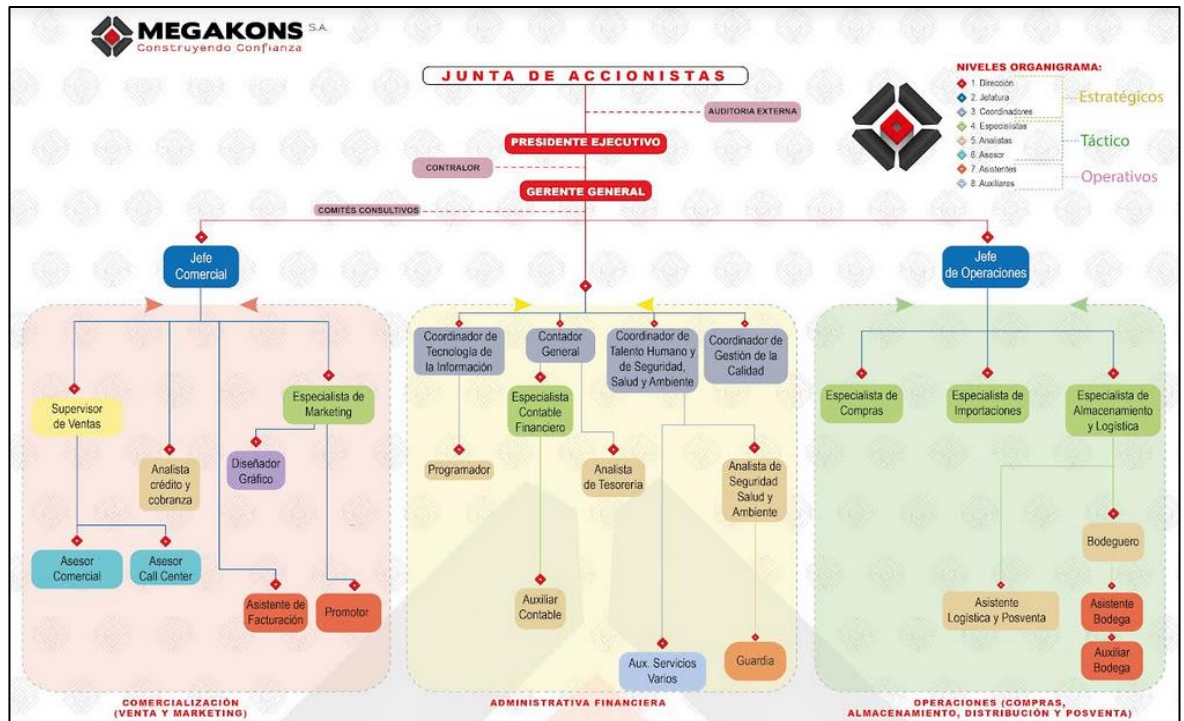 MEGAKONS S.A.
Construyendo Confianza
JUNTA DE ACCIONISTAS
AUDITORIA EXTERNA
PRESIDENTE EJECUTIVO
CONTRALOR
GERENTE GENERAL
COMITÉS CONSULTIVOS
NIVELES ORGANIGRAMA:
1. Dirección
2. Jefatura
3. Coordinadores
4. Especialistas
5. Analistas
6. Asesor
7. Asistentes
8. Auxiliares
Estratégicos
Táctico
Operativos
Jefe
Comercial
Supervisor
de Ventas
Analista
crédito y
cobranza
Especialista de
Marketing
Diseñador
Gráfico
Asesor
Comercial
Asesor
Call Center
Asistente de
Facturación
Promotor
COMERCIALIZACIÓN
(VENTA Y MARKETING)
Coordinador de
Tecnología de
la Información
Contador
General
Coordinador de
Talento Humano y
de Seguridad,
Salud y Ambiente
Coordinador de
Gestión de la
Calidad
Programador
Especialista
Contable
Financiero
Analista
de Tesorería
Analista de
Seguridad
Salud y
Ambiente
Auxiliar
Contable
Aux. Servicios
Varios
Guardia
ADMINISTRATIVA FINANCIERA
Jefe
de Operaciones
Especialista de
Compras
Especialista de
Importaciones
Especialista de
Almacenamiento
y Logística
Bodeguero
Asistente
Logística y Posventa
Asistente
Bodega
Auxiliar
Bodega
OPERACIONES (COMPRAS,
ALMACENAMIENTO, DISTRIBUCIÓN Y POSVENTA)